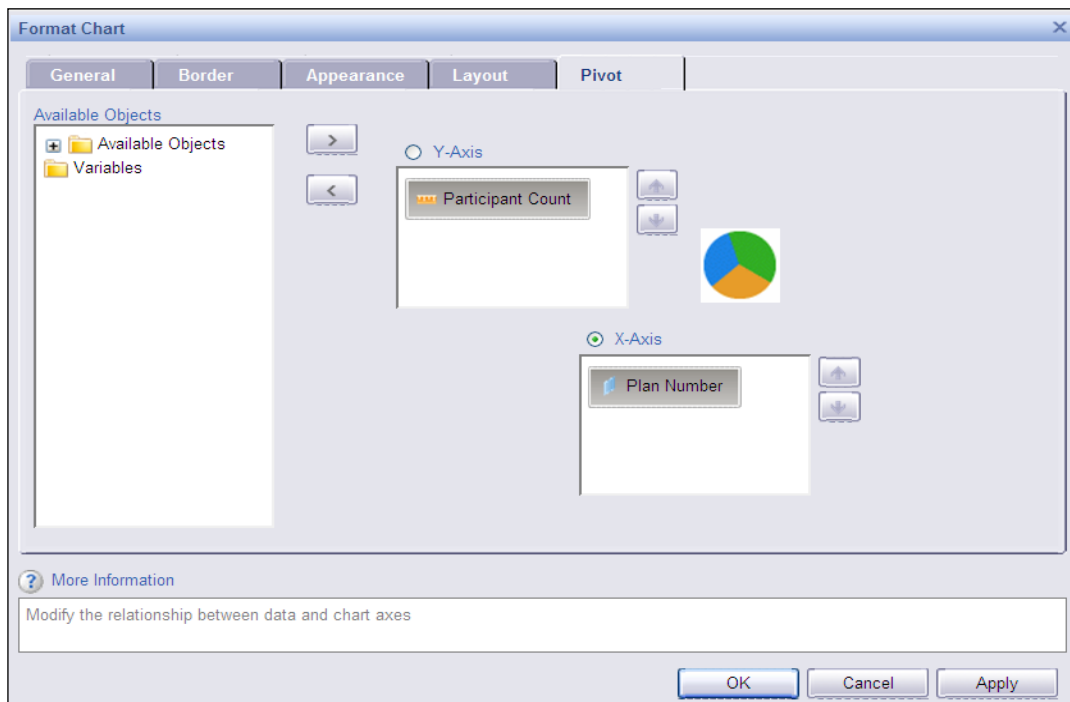 Format Chart
General Border Appearance Layout Pivot
Available Objects
Available Objects
Variables
>
<
Y-Axis
Participant Count
X-Axis
Plan Number
? More Information
Modify the relationship between data and chart axes
OK Cancel Apply